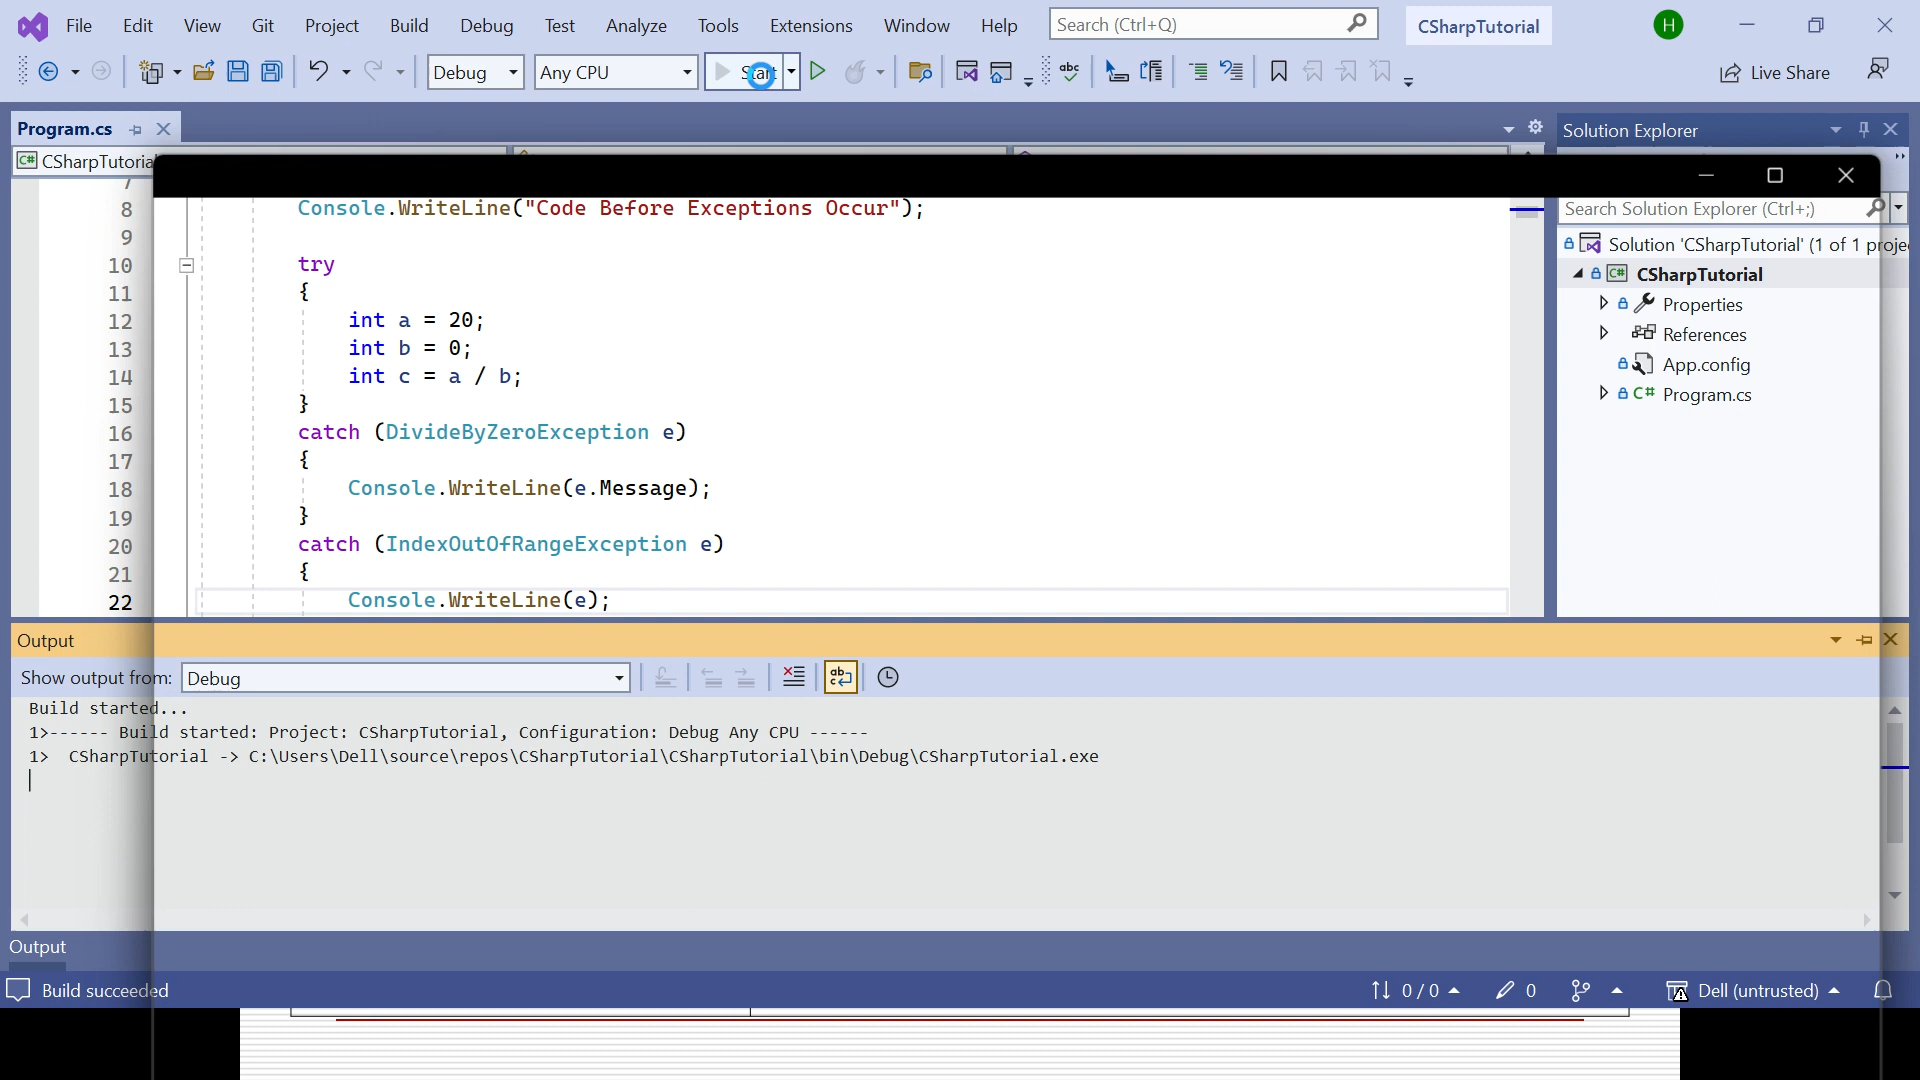 File Edit View Git Project Build Debug Test Analyze Tools Extensions Window Help Search (Ctrl+Q) CSharpTutorial H
Debug Any CPU Start abc Live Share
Program.cs
Solution Explorer
C# CSharpTutorial
7
8 Console.WriteLine("Code Before Exceptions Occur");
9
10 try
11 {
12 int a = 20;
13 int b = 0;
14 int c = a / b;
15 }
16 catch (DivideByZeroException e)
17 {
18 Console.WriteLine(e.Message);
19 }
20 catch (IndexOutOfRangeException e)
21 {
22 Console.WriteLine(e);
Search Solution Explorer (Ctrl+;)
Solution 'CSharpTutorial' (1 of 1 proje
C# CSharpTutorial
Properties
References
App.config
C# Program.cs
Output
Show output from: Debug
Build started...
1>------ Build started: Project: CSharpTutorial, Configuration: Debug Any CPU ------
1> CSharpTutorial -> C:\Users\Dell\source\repos\CSharpTutorial\CSharpTutorial\bin\Debug\CSharpTutorial.exe
Output
Build succeeded 0 / 0 0 Dell (untrusted)